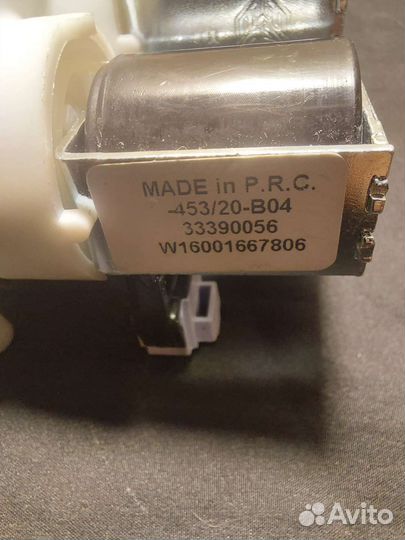 MADE in P.R.C.
-453/20-B04
33390056
W16001667806
Avito